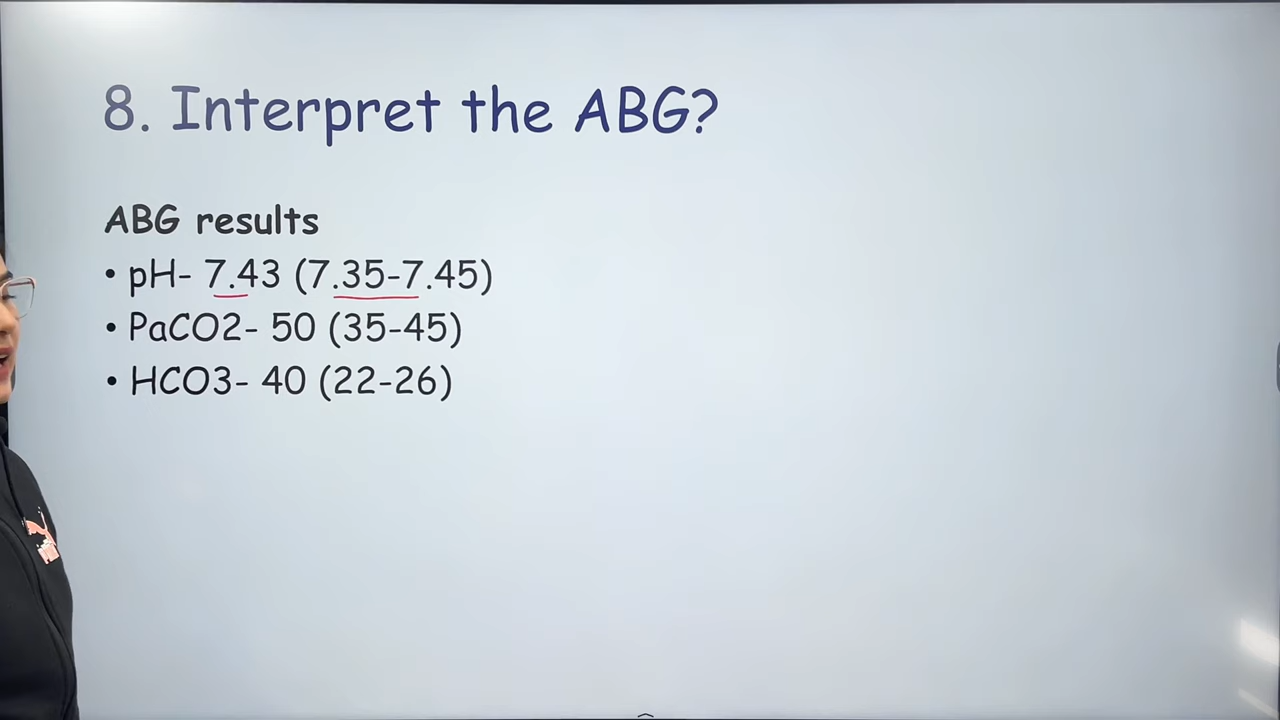 8. Interpret the ABG?
ABG results
• pH- 7.43 (7.35-7.45)
• PaCO2- 50 (35-45)
• HCO3- 40 (22-26)